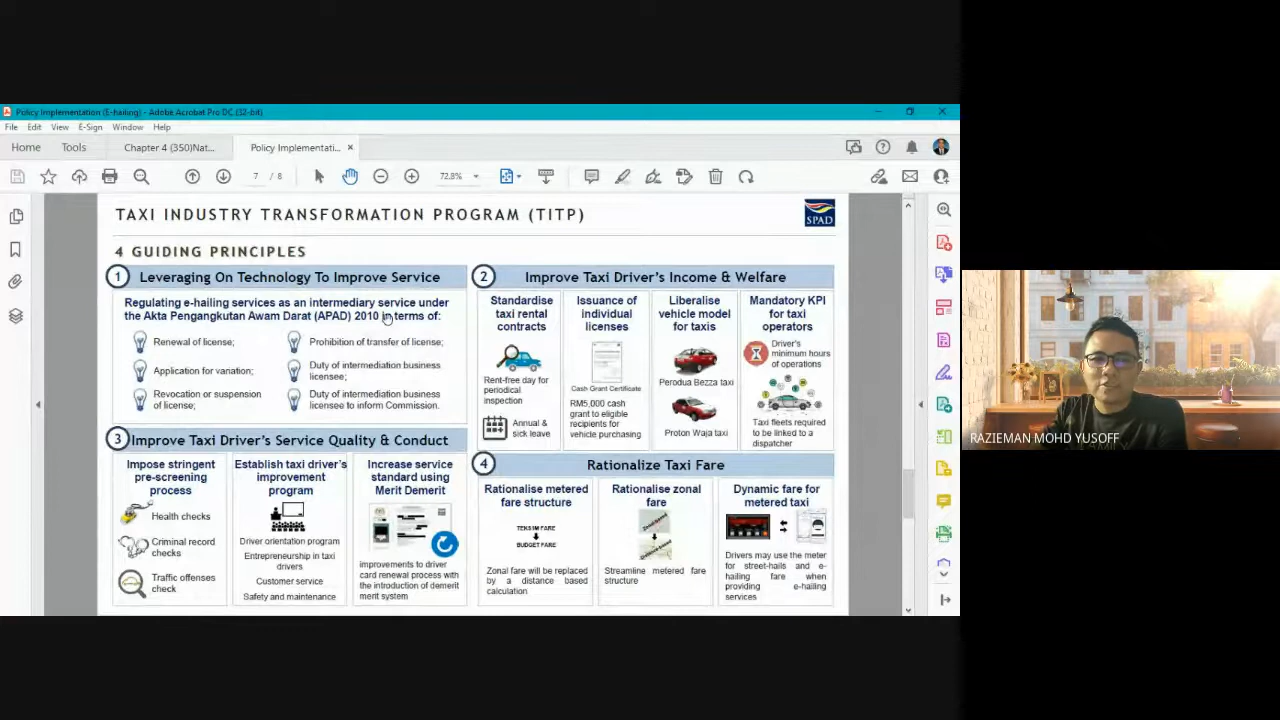 Policy Implementation (E-hailing) - Adobe Acrobat Pro DC (32-bit)
File Edit View E-Sign Window Help
Home Tools Chapter 4 (350)Nat... Policy Implementati... ×
7 / 8 72.8%
TAXI INDUSTRY TRANSFORMATION PROGRAM (TITP)
SPAD
4 GUIDING PRINCIPLES
1 Leveraging On Technology To Improve Service
Regulating e-hailing services as an intermediary service under
the Akta Pengangkutan Awam Darat (APAD) 2010 in terms of:
Renewal of license;
Application for variation;
Revocation or suspension
of license;
Prohibition of transfer of license;
Duty of intermediation business
licensee;
Duty of intermediation business
licensee to inform Commission.
2 Improve Taxi Driver's Income & Welfare
Standardise
taxi rental
contracts
Rent-free day for
periodical
inspection
Annual &
sick leave
Issuance of
individual
licenses
Cash Grant Certificate
RM5,000 cash
grant to eligible
recipients for
vehicle purchasing
Liberalise
vehicle model
for taxis
Perodua Bezza taxi
Proton Waja taxi
Mandatory KPI
for taxi
operators
Driver's
minimum hours
of operations
Taxi fleets required
to be linked to a
dispatcher
3 Improve Taxi Driver's Service Quality & Conduct
Impose stringent
pre-screening
process
Health checks
Criminal record
checks
Traffic offenses
check
Establish taxi driver's
improvement
program
Driver orientation program
Entrepreneurship in taxi
drivers
Customer service
Safety and maintenance
Increase service
standard using
Merit Demerit
improvements to driver
card renewal process with
the introduction of demerit
merit system
4 Rationalize Taxi Fare
Rationalise metered
fare structure
TEKS1M FARE
BUDGET FARE
Zonal fare will be replaced
by a distance based
calculation
Rationalise zonal
fare
Streamline metered fare
structure
Dynamic fare for
metered taxi
Drivers may use the meter
for street-hails and e-
hailing fare when
providing e-hailing
services
RAZIEMAN MOHD YUSOFF